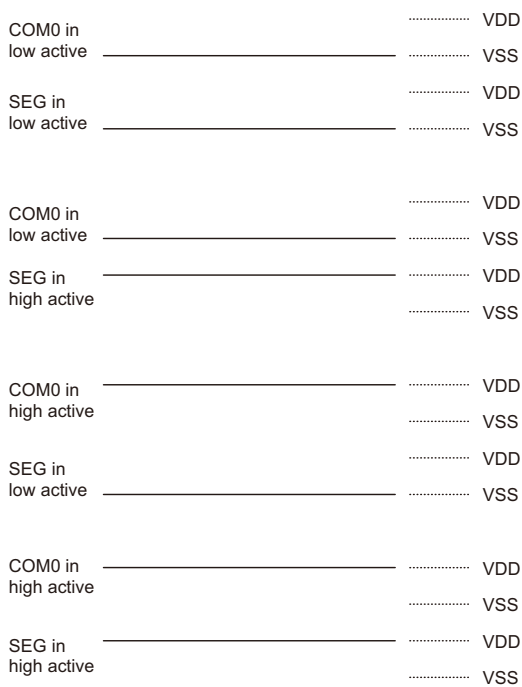 COM0 in
low active
VDD
VSS
SEG in
low active
VDD
VSS
COM0 in
low active
VDD
VSS
SEG in
high active
VDD
VSS
COM0 in
high active
VDD
VSS
SEG in
low active
VDD
VSS
COM0 in
high active
VDD
VSS
SEG in
high active
VDD
VSS